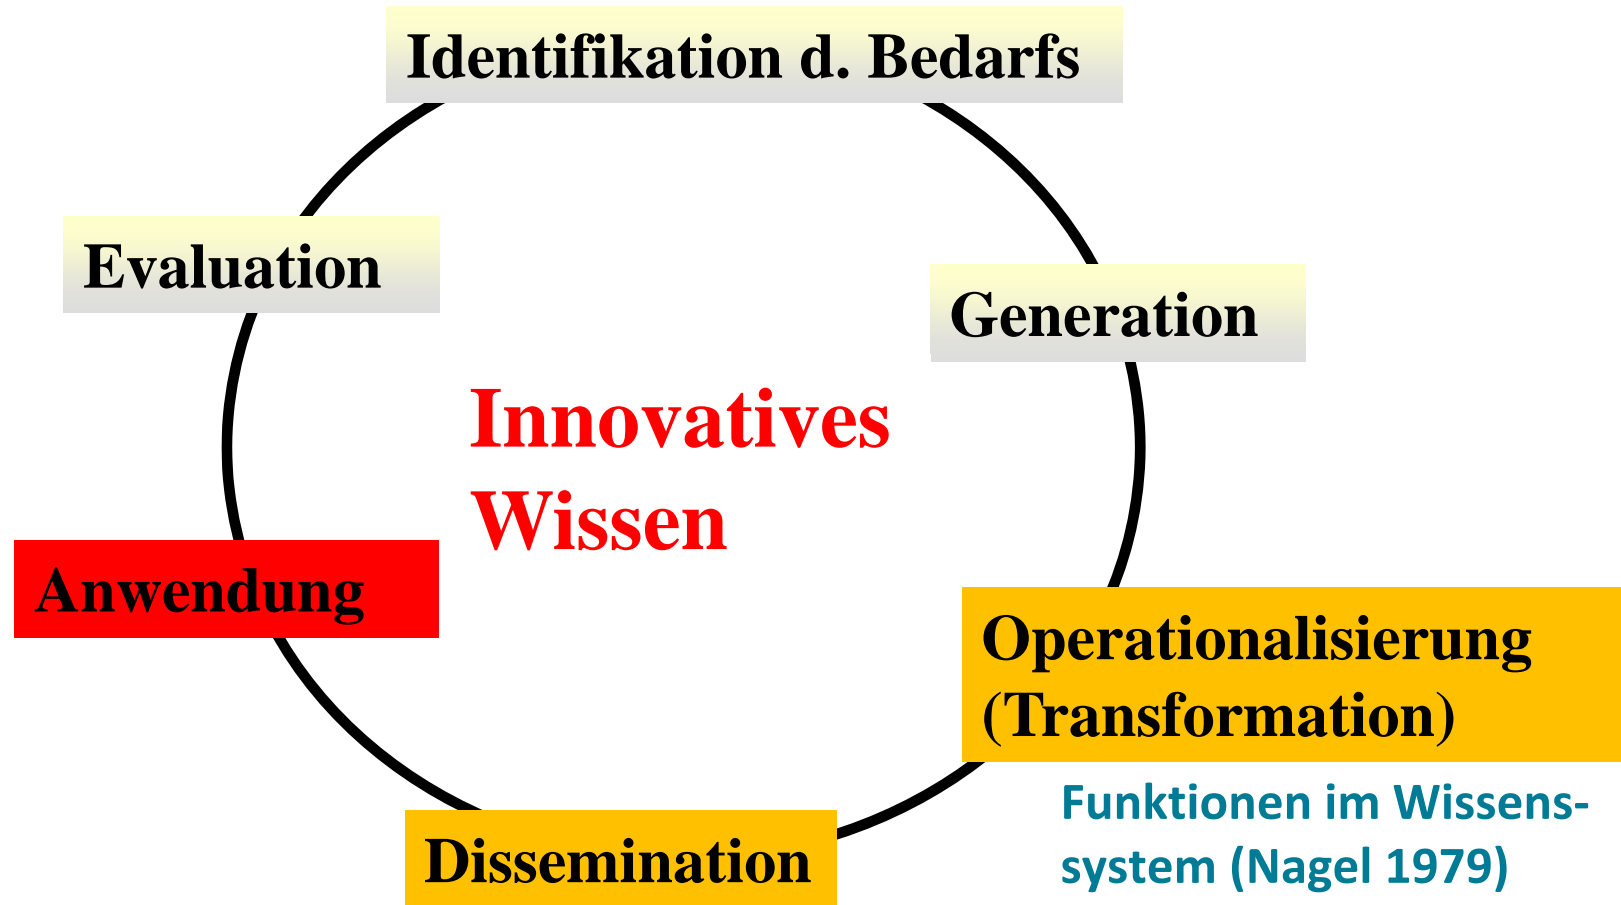 Identifikation d. Bedarfs
Evaluation
Generation
Innovatives
Wissen
Anwendung
Operationalisierung
(Transformation)
Dissemination
Funktionen im Wissens-
system (Nagel 1979)